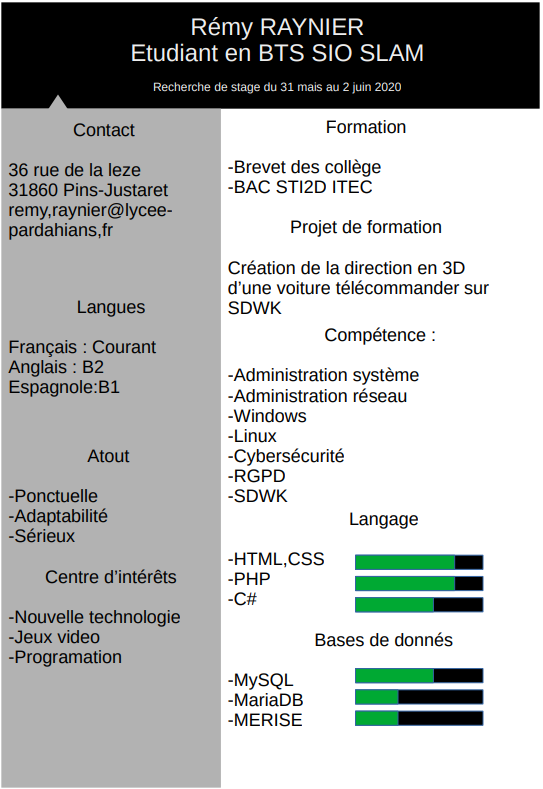 Rémy RAYNIER
Etudiant en BTS SIO SLAM
Recherche de stage du 31 mais au 2 juin 2020
Contact
36 rue de la leze
31860 Pins-Justaret
remy,raynier@lycee-
pardahians,fr
Langues
Français : Courant
Anglais : B2
Espagnole:B1
Atout
-Ponctuelle
-Adaptabilité
-Sérieux
Centre d’intérêts
-Nouvelle technologie
-Jeux video
-Programation
Formation
-Brevet des collège
-BAC STI2D ITEC
Projet de formation
Création de la direction en 3D
d’une voiture télécommander sur
SDWK
Compétence :
-Administration système
-Administration réseau
-Windows
-Linux
-Cybersécurité
-RGPD
-SDWK
Langage
-HTML,CSS
-PHP
-C#
Bases de donnés
-MySQL
-MariaDB
-MERISE